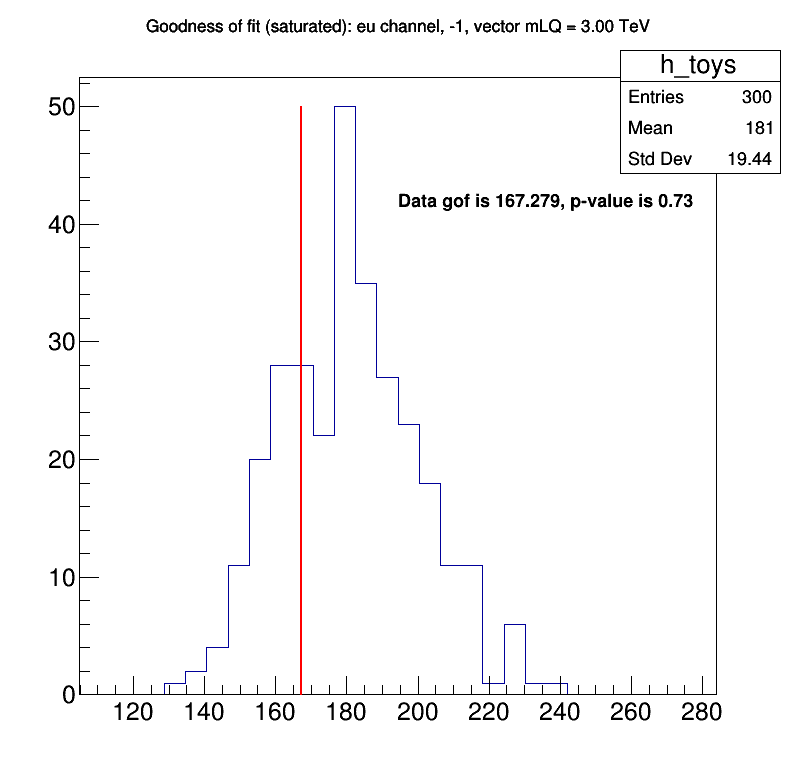 Goodness of fit (saturated): eu channel, -1, vector mLQ = 3.00 TeV
h_toys
Entries 300
Mean 181
Std Dev 19.44
Data gof is 167.279, p-value is 0.73
50
40
30
20
10
0
120 140 160 180 200 220 240 260 280